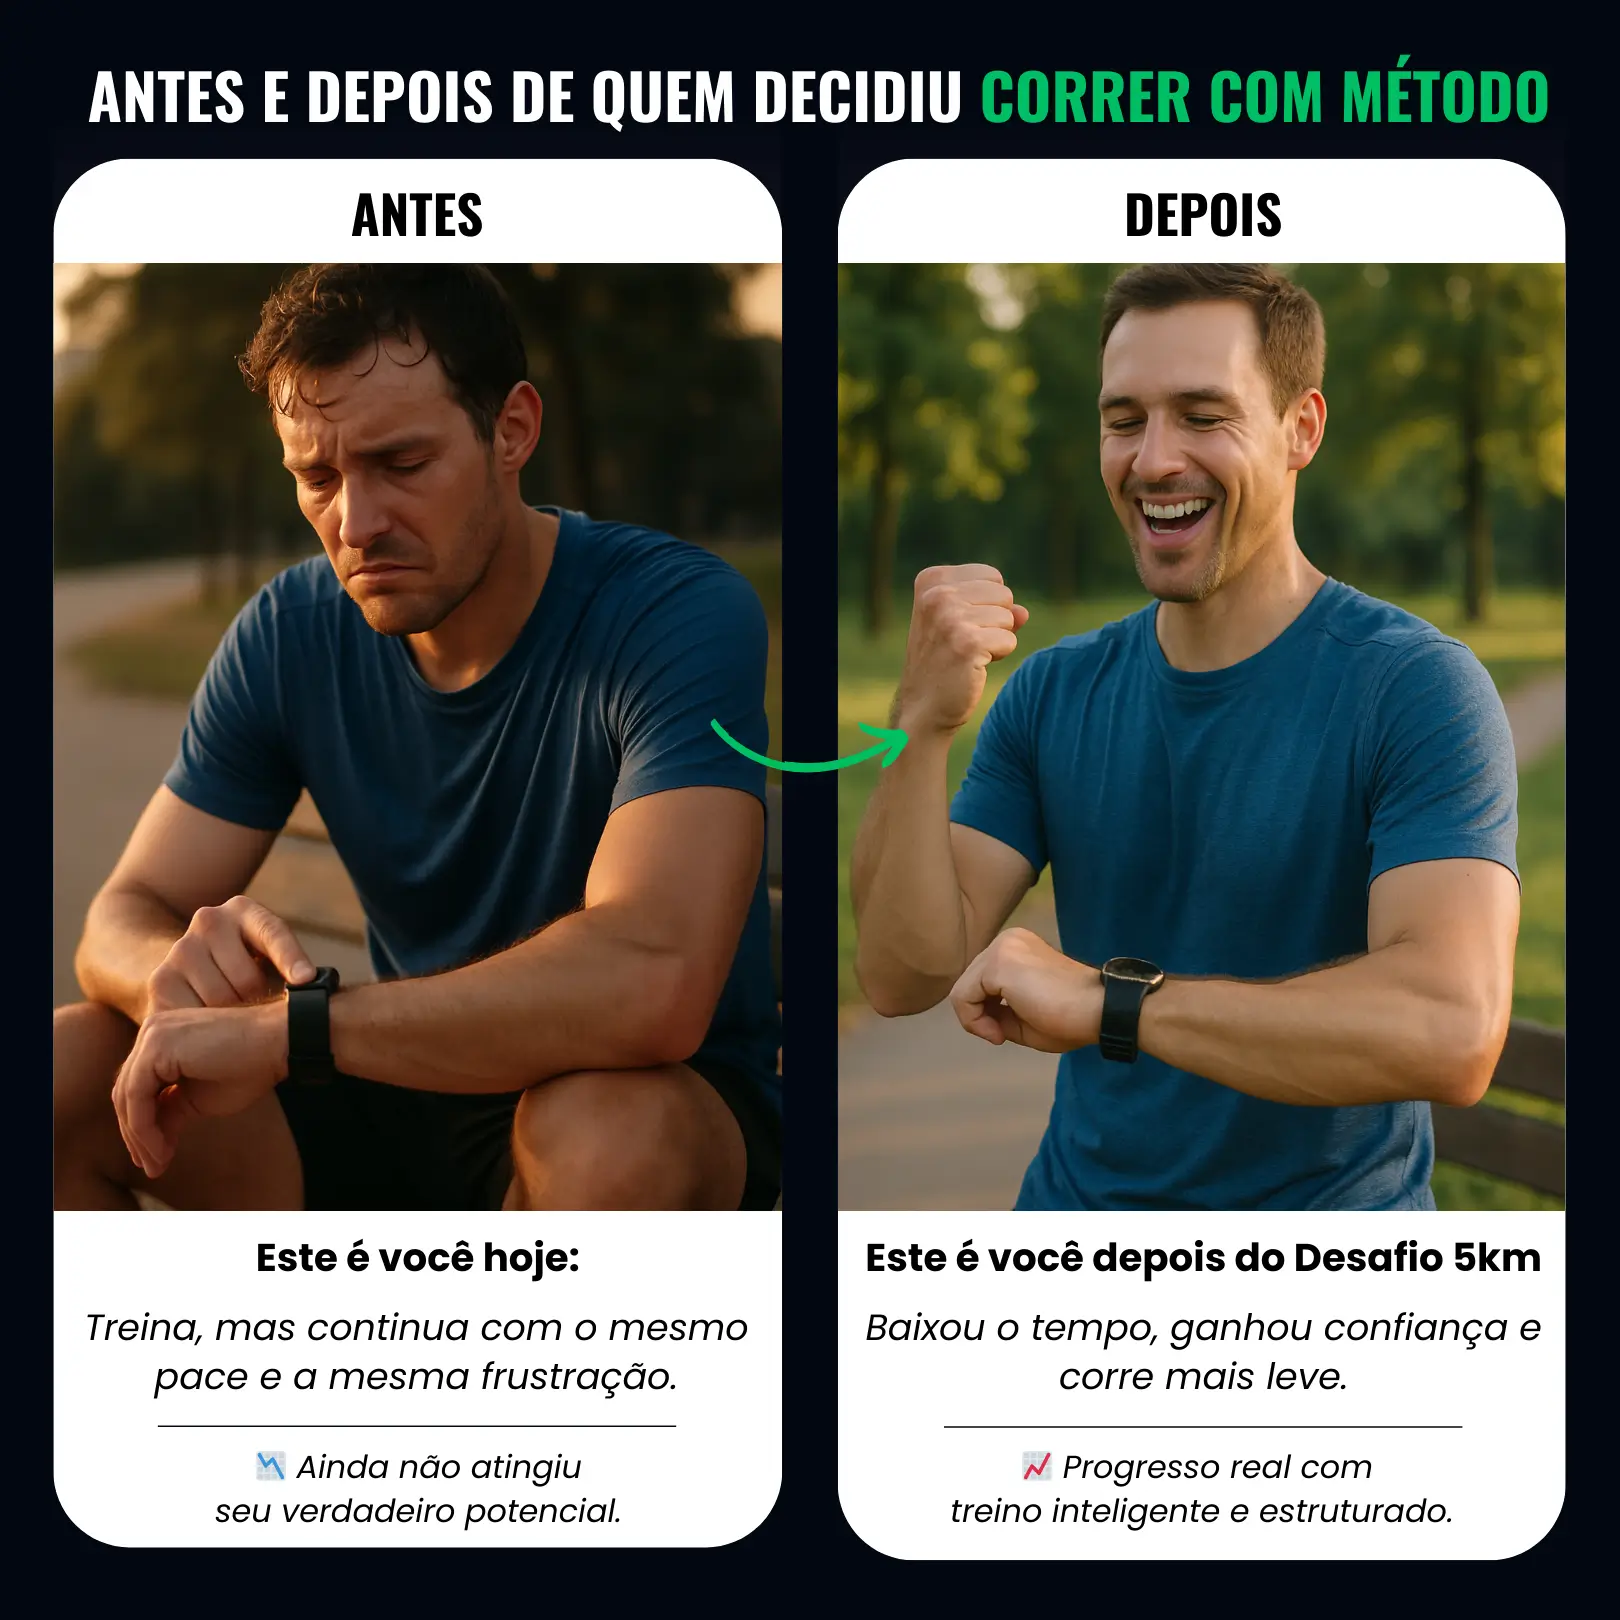 ANTES E DEPOIS DE QUEM DECIDIU CORRER COM MÉTODO
ANTES
Este é você hoje:
Treina, mas continua com o mesmo
pace e a mesma frustração.
📉 Ainda não atingiu
seu verdadeiro potencial.
DEPOIS
Este é você depois do Desafio 5km
Baixou o tempo, ganhou confiança e
corre mais leve.
📈 Progresso real com
treino inteligente e estruturado.